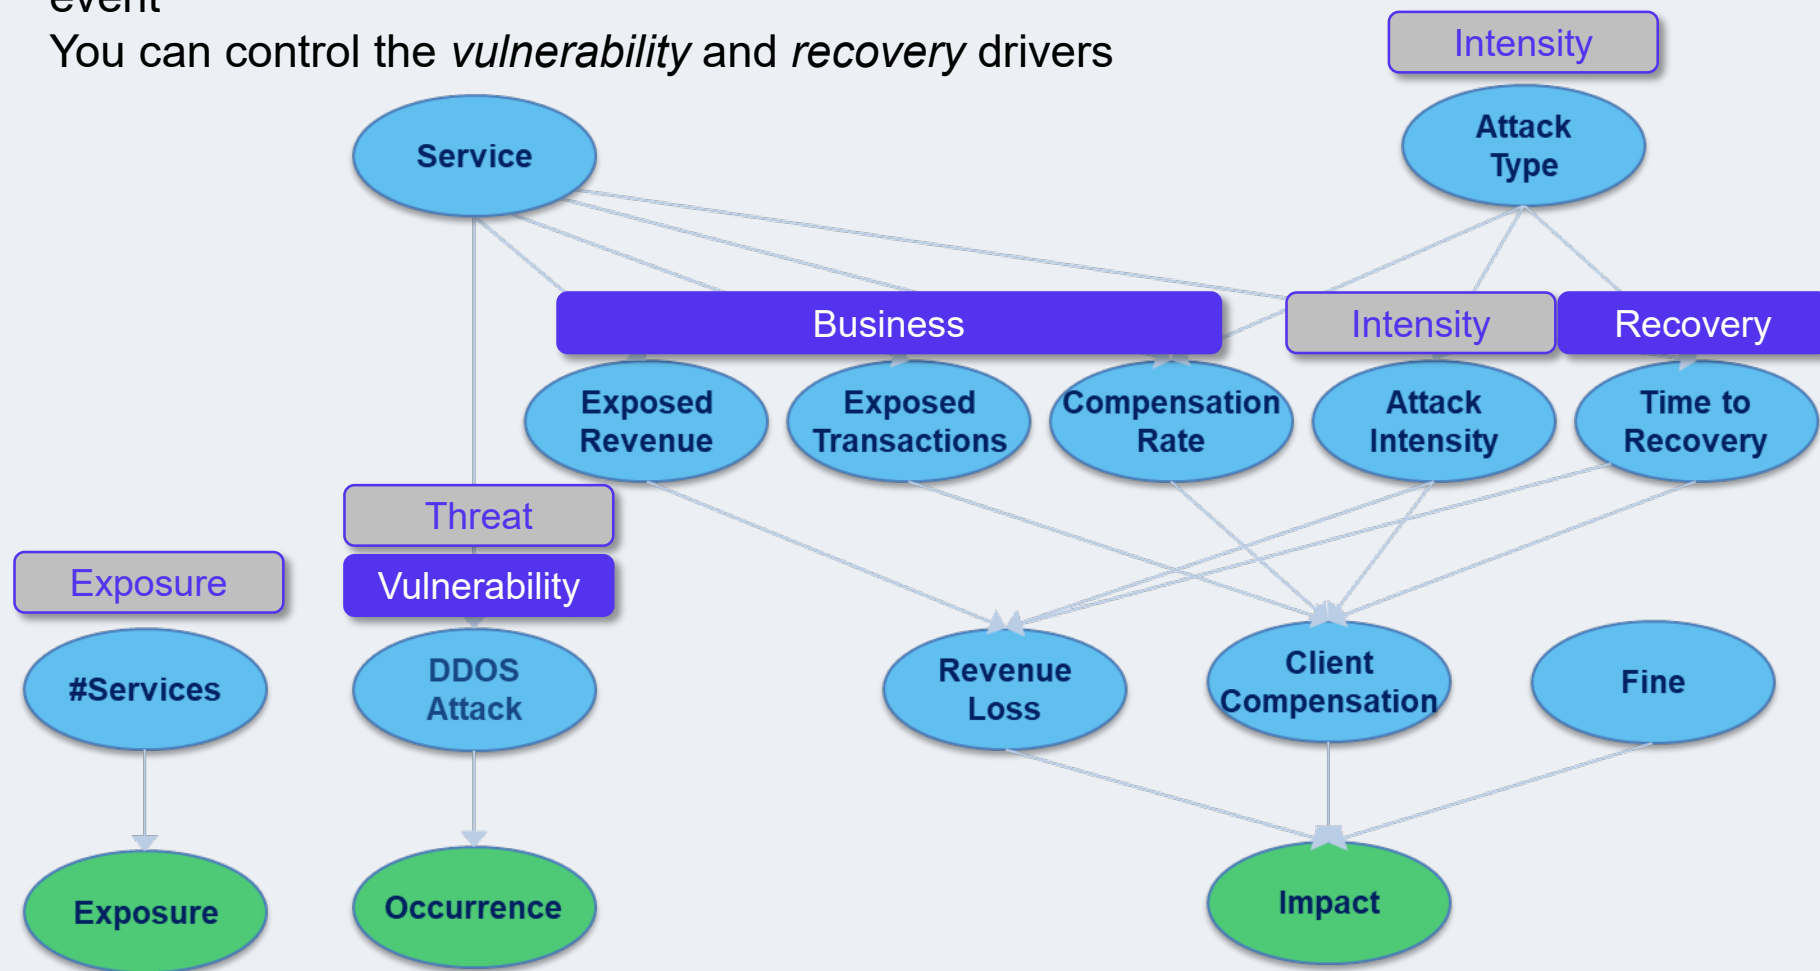 event
You can control the vulnerability and recovery drivers
Intensity
Attack
Type
Service
Business
Intensity
Recovery
Exposed
Revenue
Exposed
Transactions
Compensation
Rate
Attack
Intensity
Time to
Recovery
Threat
Exposure
Vulnerability
#Services
DDOS
Attack
Revenue
Loss
Client
Compensation
Fine
Exposure
Occurrence
Impact